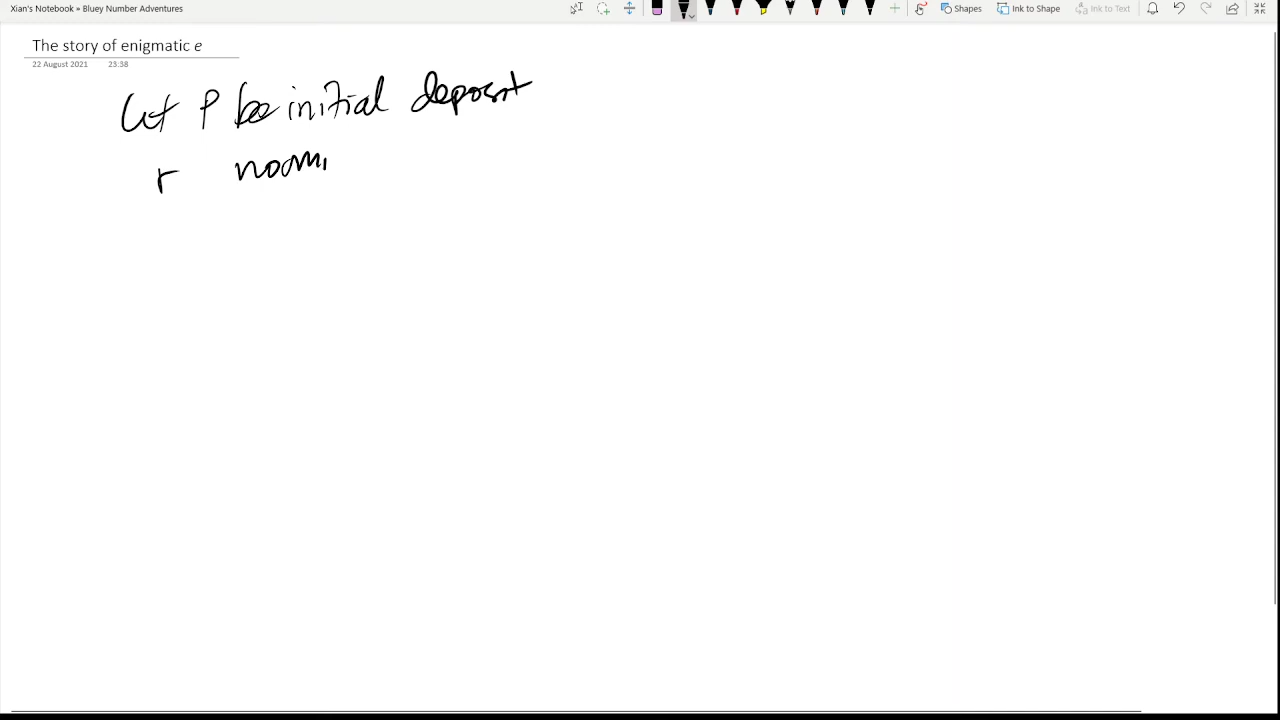 Xian's Notebook » Bluey Number Adventures
Shapes
Ink to Shape
Ink to Text
The story of enigmatic e
22 August 2021 23:38
let P be initial deposit
r nomi